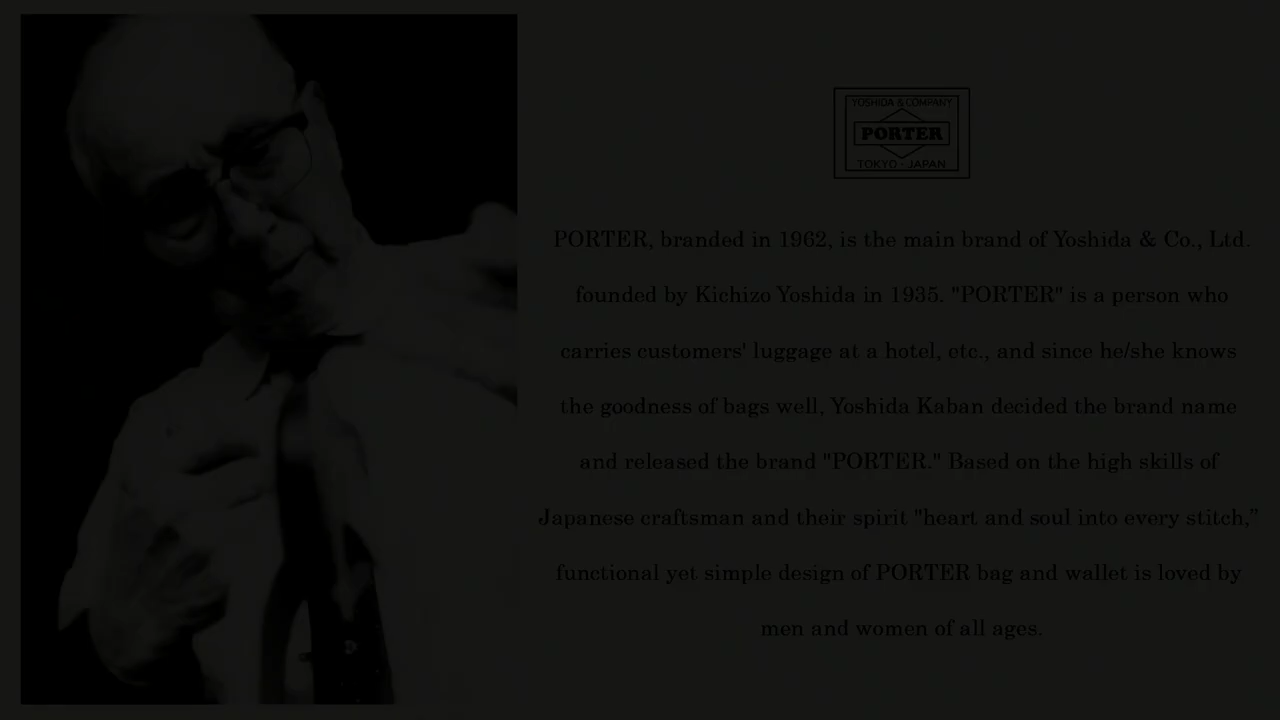 YOSHIDA & COMPANY
PORTER
TOKYO - JAPAN
PORTER, branded in 1962, is the main brand of Yoshida & Co., Ltd.
founded by Kichizo Yoshida in 1935. "PORTER" is a person who
carries customers' luggage at a hotel, etc., and since he/she knows
the goodness of bags well, Yoshida Kaban decided the brand name
and released the brand "PORTER." Based on the high skills of
Japanese craftsman and their spirit "heart and soul into every stitch,”
functional yet simple design of PORTER bag and wallet is loved by
men and women of all ages.